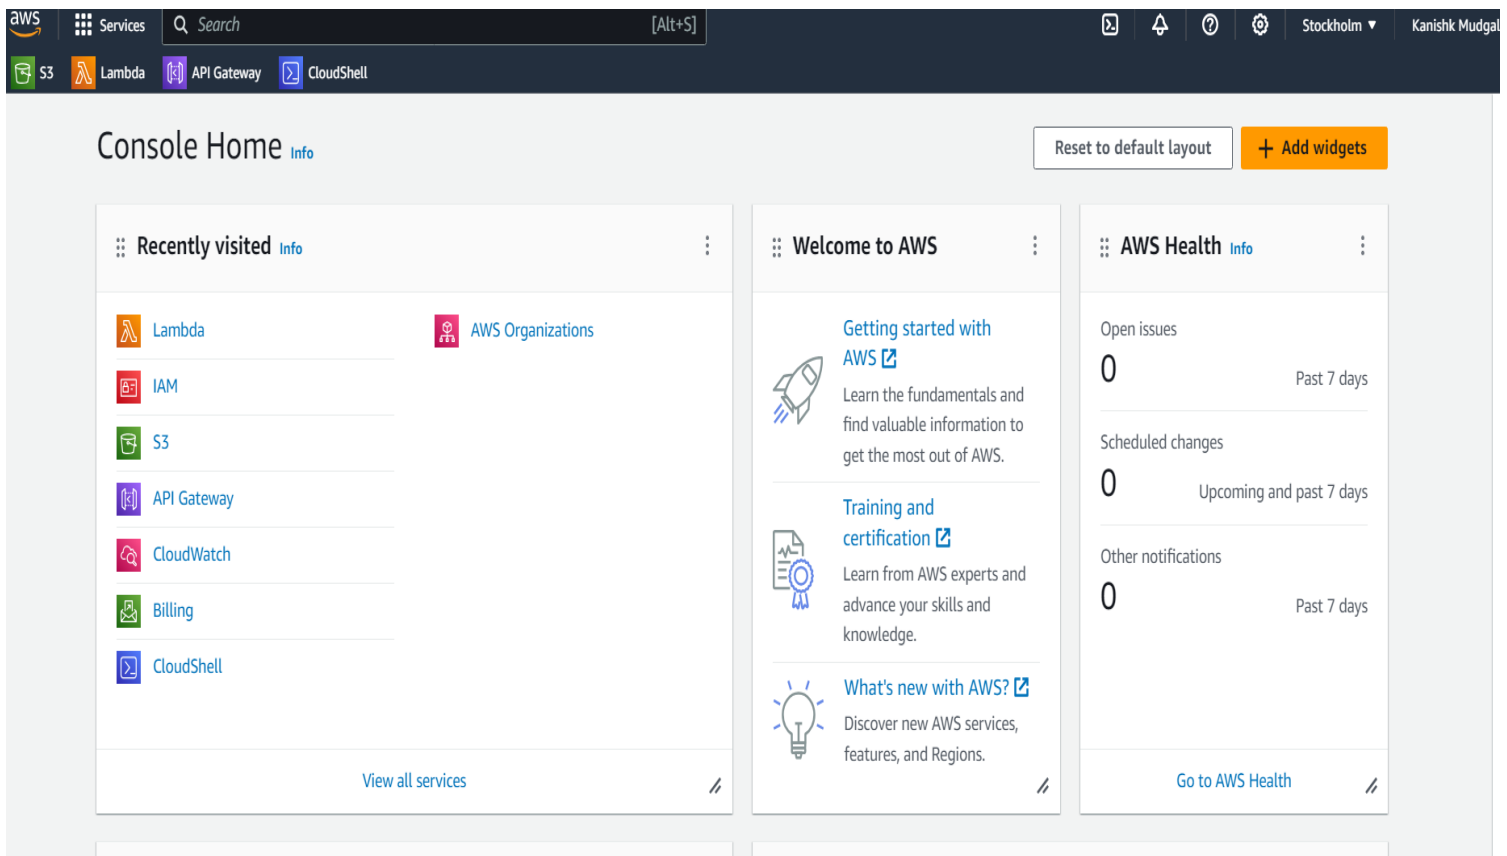 aws
Services
Search [Alt+S]
Stockholm ▼
Kanishk Mudgal
S3 Lambda API Gateway CloudShell
Console Home Info
Reset to default layout
+ Add widgets
Recently visited Info
Lambda
IAM
S3
API Gateway
CloudWatch
Billing
CloudShell
AWS Organizations
View all services
Welcome to AWS
Getting started with
AWS
Learn the fundamentals and
find valuable information to
get the most out of AWS.
Training and
certification
Learn from AWS experts and
advance your skills and
knowledge.
What's new with AWS?
Discover new AWS services,
features, and Regions.
AWS Health Info
Open issues
0
Past 7 days
Scheduled changes
0
Upcoming and past 7 days
Other notifications
0
Past 7 days
Go to AWS Health